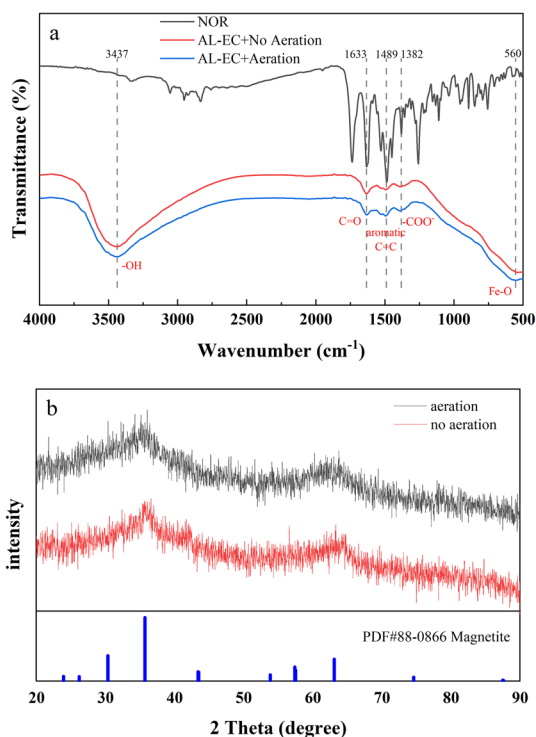 a
NOR
AL-EC+No Aeration
AL-EC+Aeration
3437
1633
1489
1382
560
-OH
C=O
aromatic
C+C
-COO-
Fe-O
Transmittance (%)
4000 3500 3000 2500 2000 1500 1000 500
Wavenumber (cm-1)
b
aeration
no aeration
intensity
PDF#88-0866 Magnetite
20 30 40 50 60 70 80 90
2 Theta (degree)